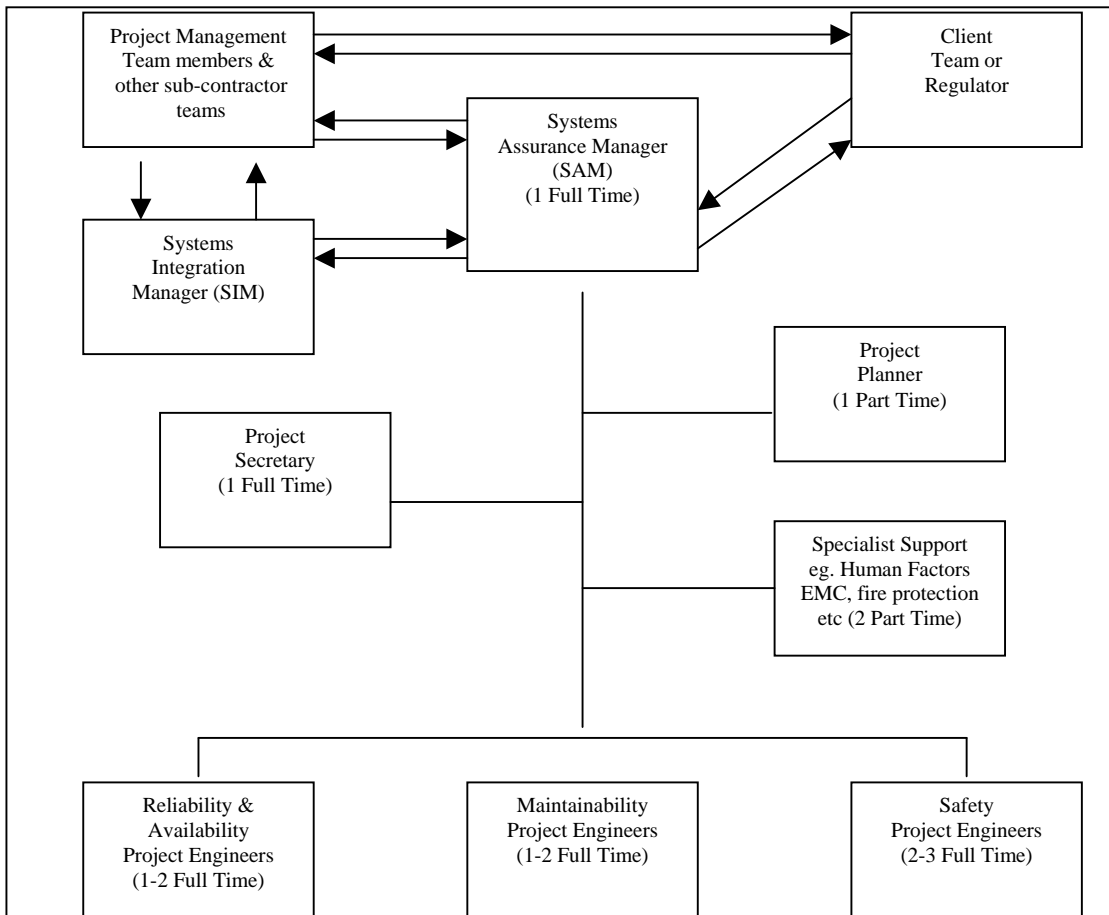 Project Management
Team members &
other sub-contractor
teams
Client
Team or
Regulator
Systems
Assurance Manager
(SAM)
(1 Full Time)
Systems
Integration
Manager (SIM)
Project
Planner
(1 Part Time)
Project
Secretary
(1 Full Time)
Specialist Support
eg. Human Factors
EMC, fire protection
etc (2 Part Time)
Reliability &
Availability
Project Engineers
(1-2 Full Time)
Maintainability
Project Engineers
(1-2 Full Time)
Safety
Project Engineers
(2-3 Full Time)